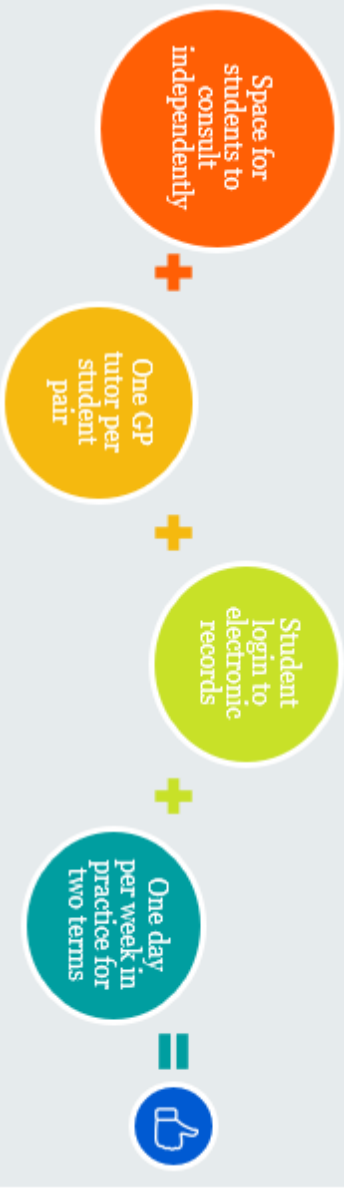 Space for
students to
consult
independently
+
One GP
tutor per
student
pair
+
Student
login to
electronic
records
+
One day
per week in
practice for
two terms
=